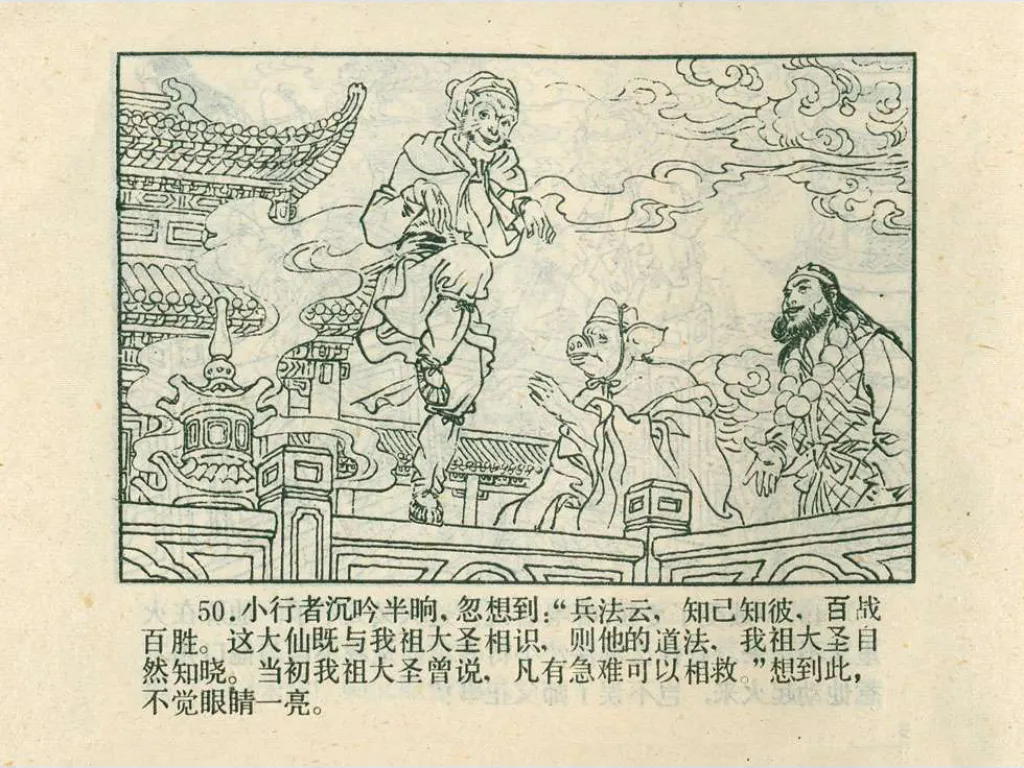 50.小行者沉吟半晌,忽想到:“兵法云,知己知彼,百战
百胜。这大仙既与我祖大圣相识,则他的道法,我祖大圣自
然知晓。当初我祖大圣曾说,凡有急难可以相救。”想到此,
不觉眼睛一亮。